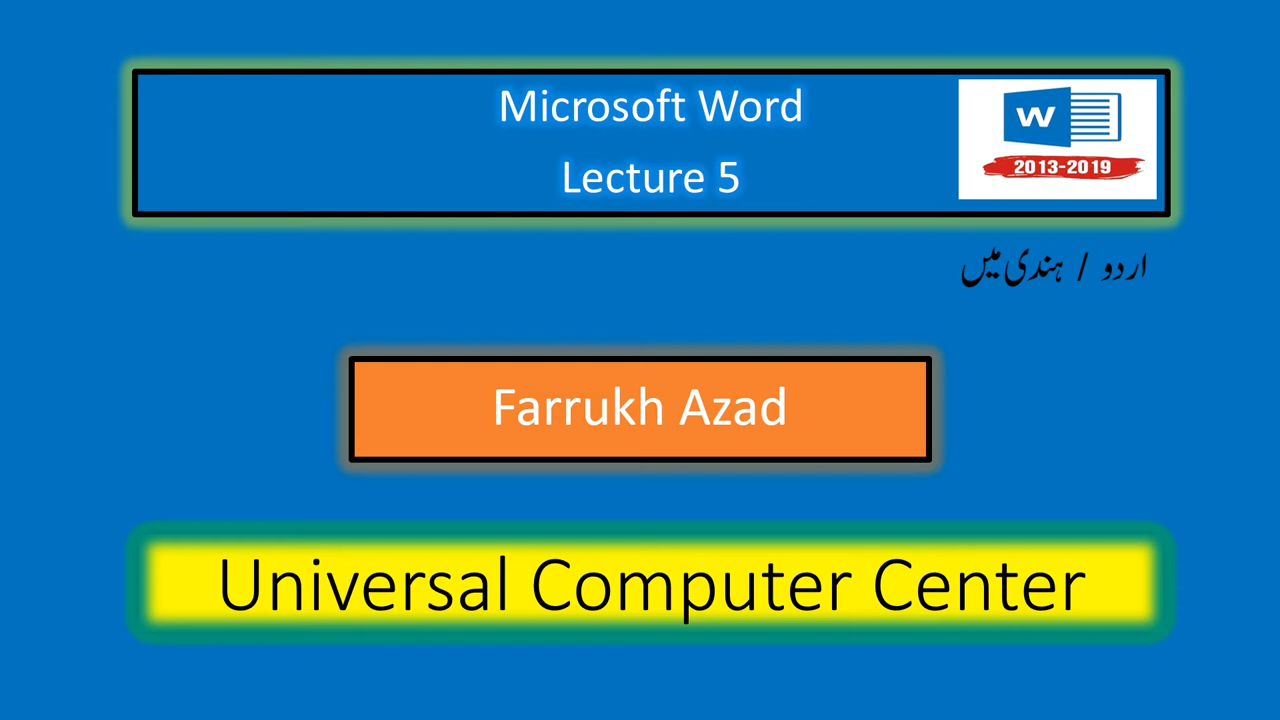 Microsoft Word
Lecture 5
W
2013-2019
اردو / ہندی میں
Farrukh Azad
Universal Computer Center